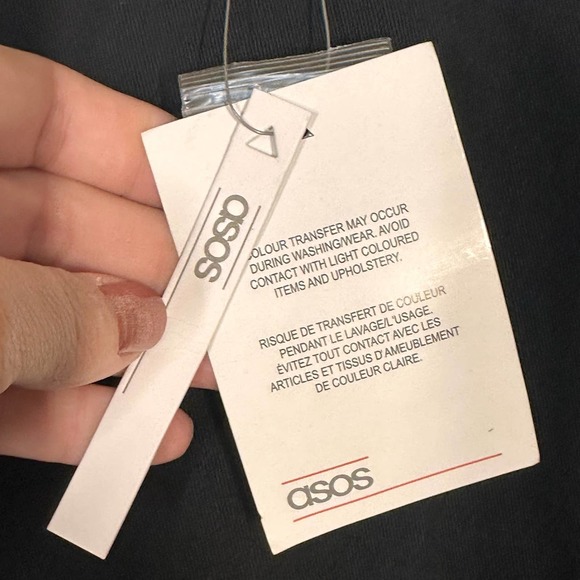 asos
COLOUR TRANSFER MAY OCCUR
DURING WASHING/WEAR. AVOID
CONTACT WITH LIGHT COLOURED
ITEMS AND UPHOLSTERY.
RISQUE DE TRANSFERT DE COULEUR
PENDANT LE LAVAGE/L'USAGE.
ÉVITEZ TOUT CONTACT AVEC LES
ARTICLES ET TISSUS D'AMEUBLEMENT
DE COULEUR CLAIRE.
asos